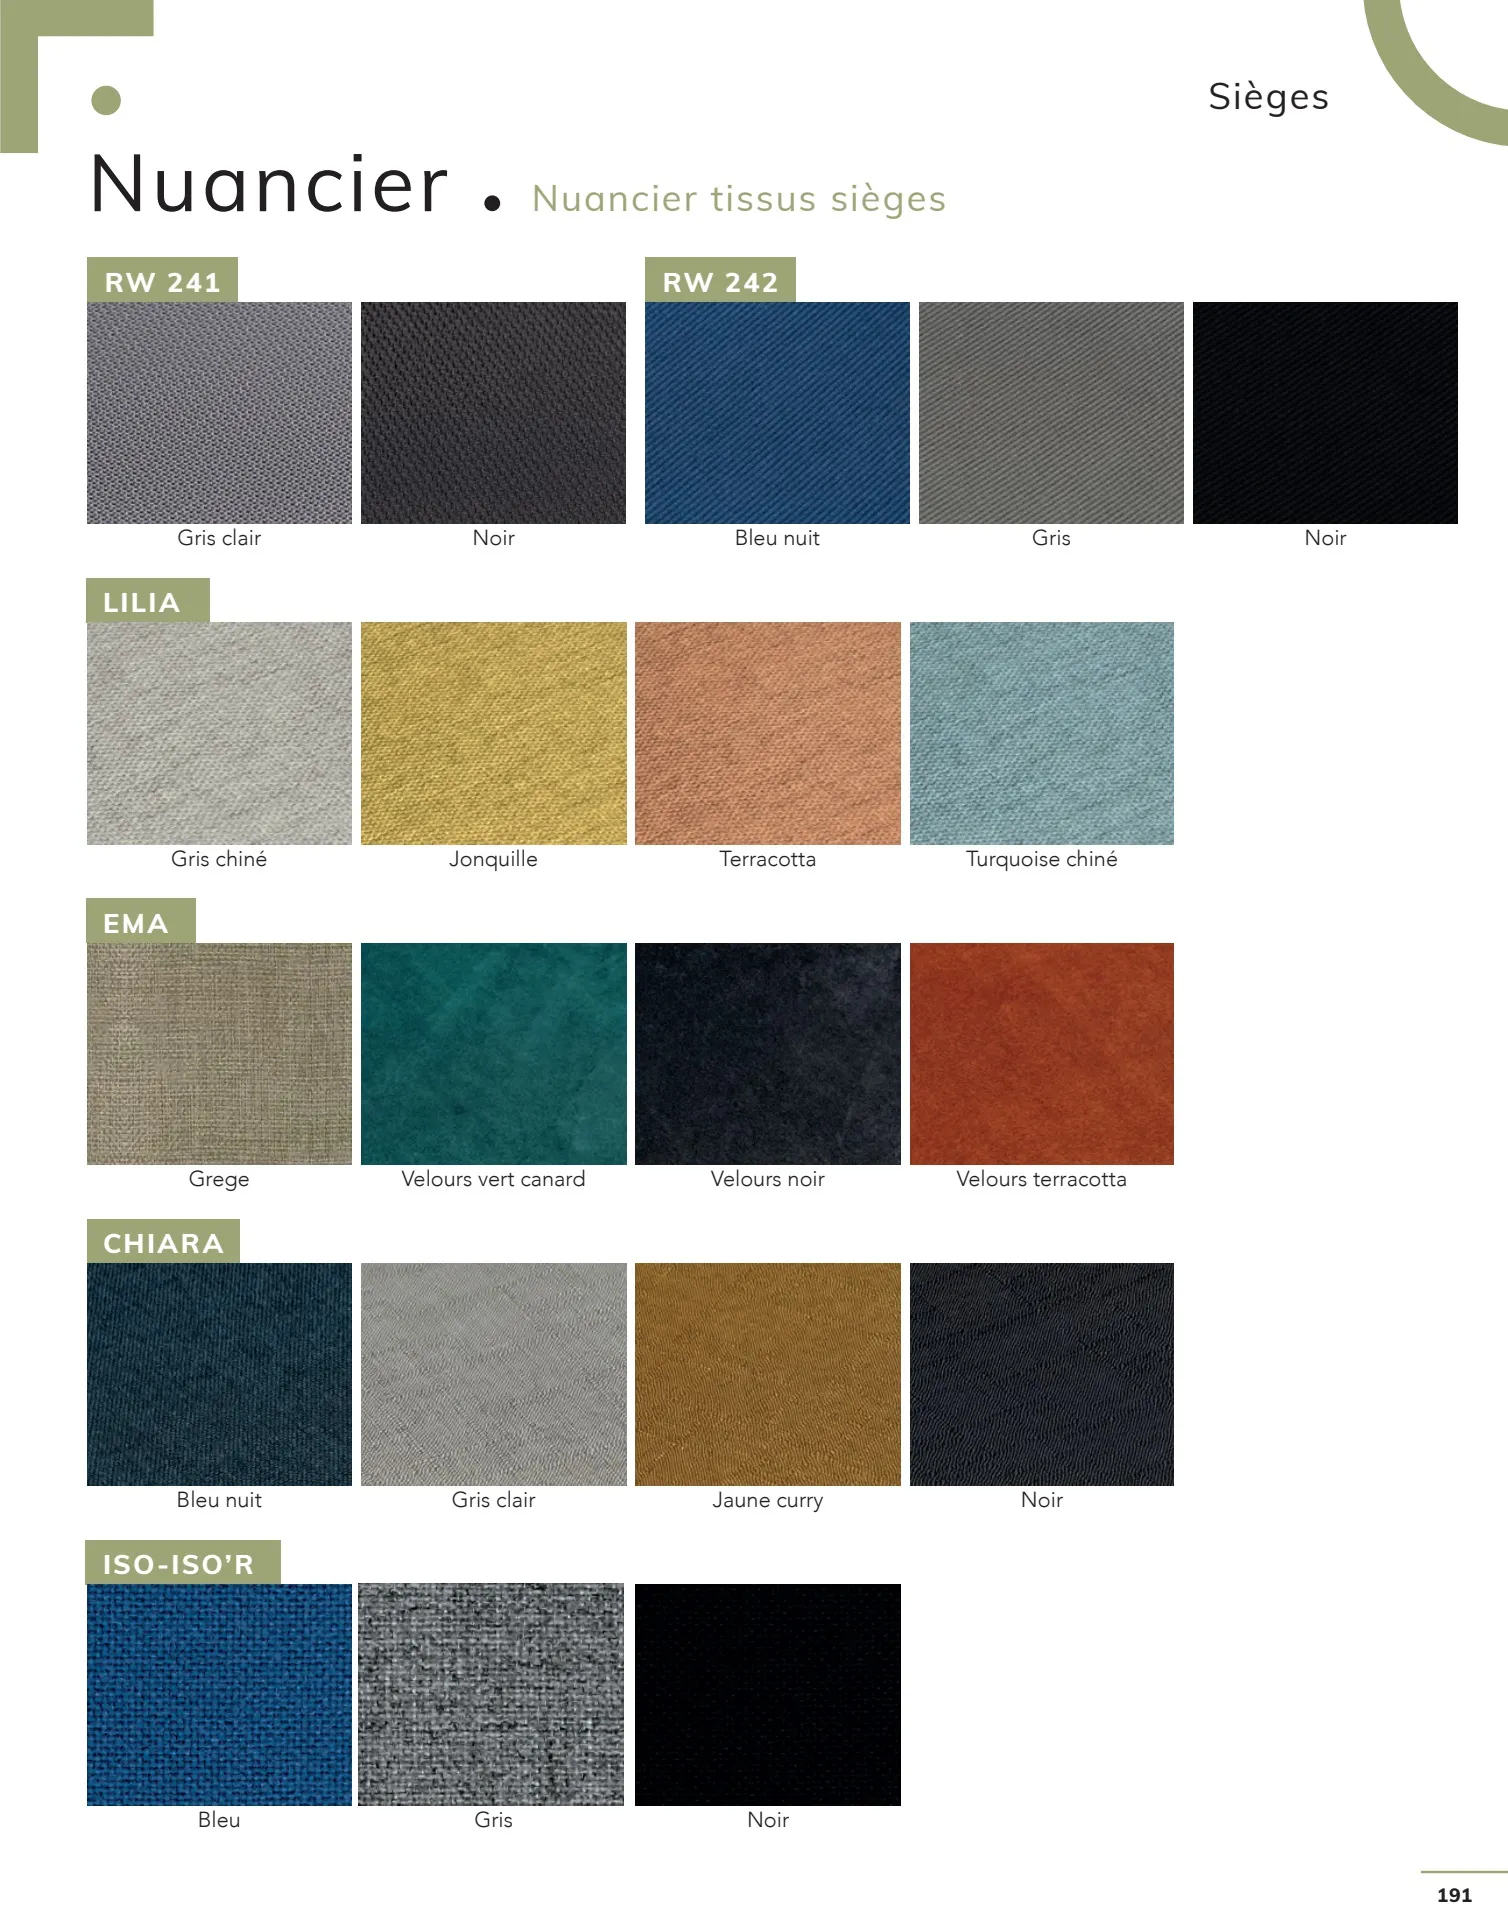 Sièges
Nuancier . Nuancier tissus sièges
RW 241
RW 242
Gris clair
Noir
Bleu nuit
Gris
Noir
LILIA
Gris chiné
Jonquille
Terracotta
Turquoise chiné
EMA
Grege
Velours vert canard
Velours noir
Velours terracotta
CHIARA
Bleu nuit
Gris clair
Jaune curry
Noir
ISO-ISO’R
Bleu
Gris
Noir
191